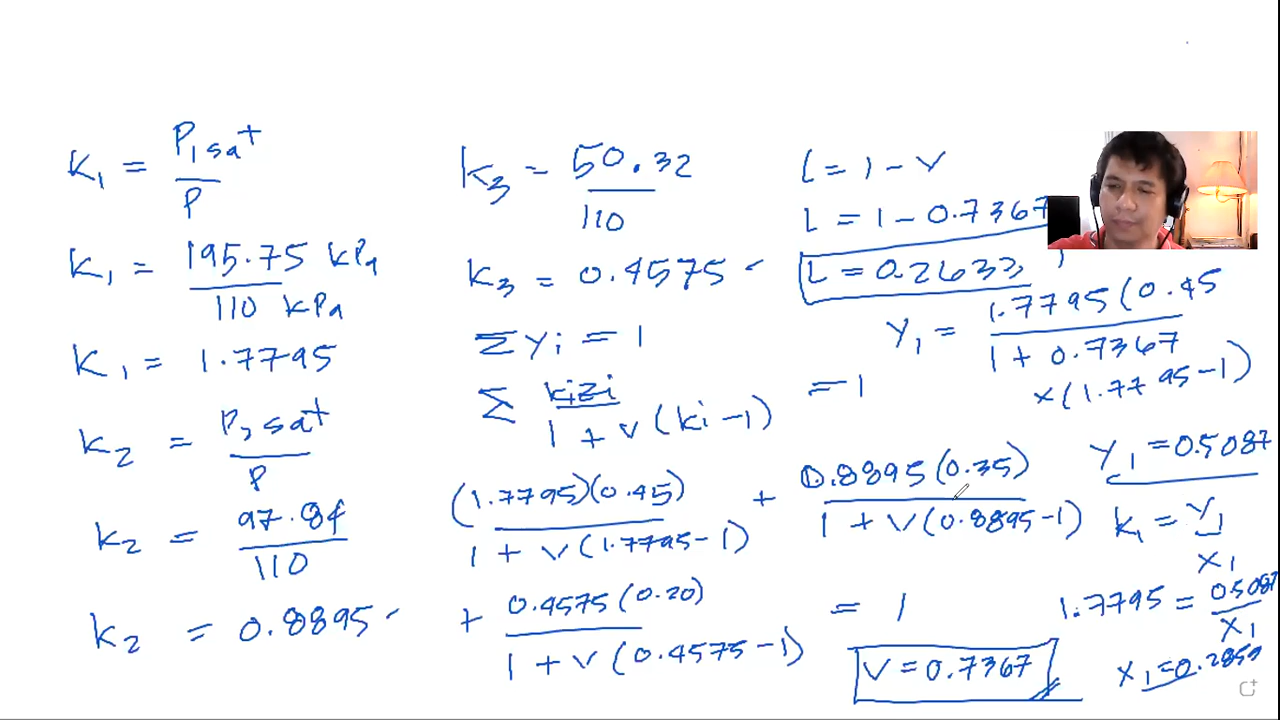 K₁ = P₁sat / P
K₁ = 195.75 kPa / 110 kPa
K₁ = 1.7795
K₂ = P₂sat / P
K₂ = 97.84 / 110
K₂ = 0.8895
K₃ = 50.32 / 110
K₃ = 0.4575
Σyi = 1
Σ kizi / 1 + V(ki-1) = 1
(1.7795)(0.45) / 1 + V(1.7795-1) + 0.8895(0.35) / 1 + V(0.8895-1)
+ 0.4575(0.20) / 1 + V(0.4575-1) = 1
V = 0.7367
L = 1 - V
L = 1 - 0.7367
L = 0.2633
Y₁ = 1.7795(0.45 / 1 + 0.7367
x(1.7795-1)
Y₁ = 0.5087
K₁ = Y₁ / X₁
1.7795 = 0.5087 / X₁
X₁ = 0.2859